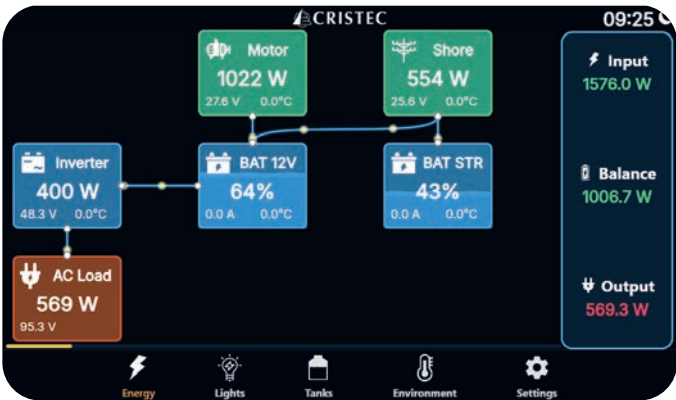 CRISTEC
09:25
Motor
1022 W
27.6 V 0.0°C
Shore
554 W
25.6 V 0.0°C
Input
1576.0 W
Inverter
400 W
48.3 V 0.0°C
BAT 12V
64%
0.0 A 0.0°C
BAT STR
43%
0.0 A 0.0°C
Balance
1006.7 W
AC Load
569 W
95.3 V
Output
569.3 W
Energy
Lights
Tanks
Environment
Settings